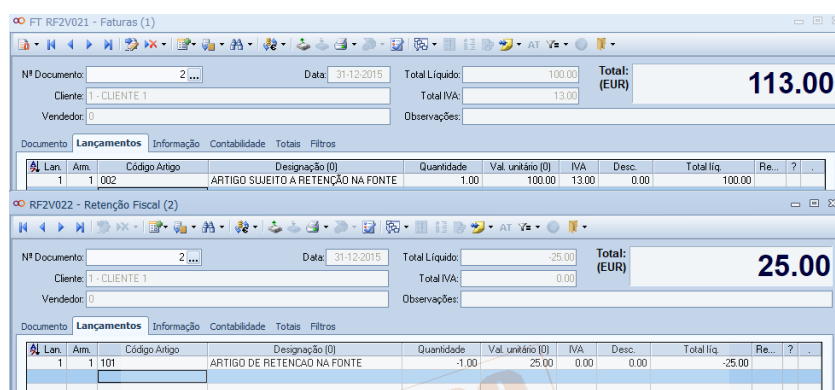 FT RF2V021 - Faturas (1)
AT
Nº Documento: 2 ... Data: 31-12-2015 Total Líquido: 100.00 Total: (EUR) 113.00
Cliente: 1 - CLIENTE 1 Total IVA: 13.00
Vendedor: 0 Observações:
Documento Lançamentos Informação Contabilidade Totais Filtros
Lan. Arm. Código Artigo Designação (0) Quantidade Val. unitário (0) IVA Desc. Total líq. Re... ? .
1 1 002 ARTIGO SUJEITO A RETENÇÃO NA FONTE 1.00 100.00 13.00 0.00 100.00
RF2V022 - Retenção Fiscal (2)
AT
Nº Documento: 2 ... Data: 31-12-2015 Total Líquido: -25.00 Total: (EUR) 25.00
Cliente: 1 - CLIENTE 1 Total IVA: 0.00
Vendedor: 0 Observações:
Documento Lançamentos Informação Contabilidade Totais Filtros
Lan. Arm. Código Artigo Designação (0) Quantidade Val. unitário (0) IVA Desc. Total líq. Re... ? .
1 1 101 ARTIGO DE RETENCAO NA FONTE -1.00 25.00 0.00 0.00 -25.00